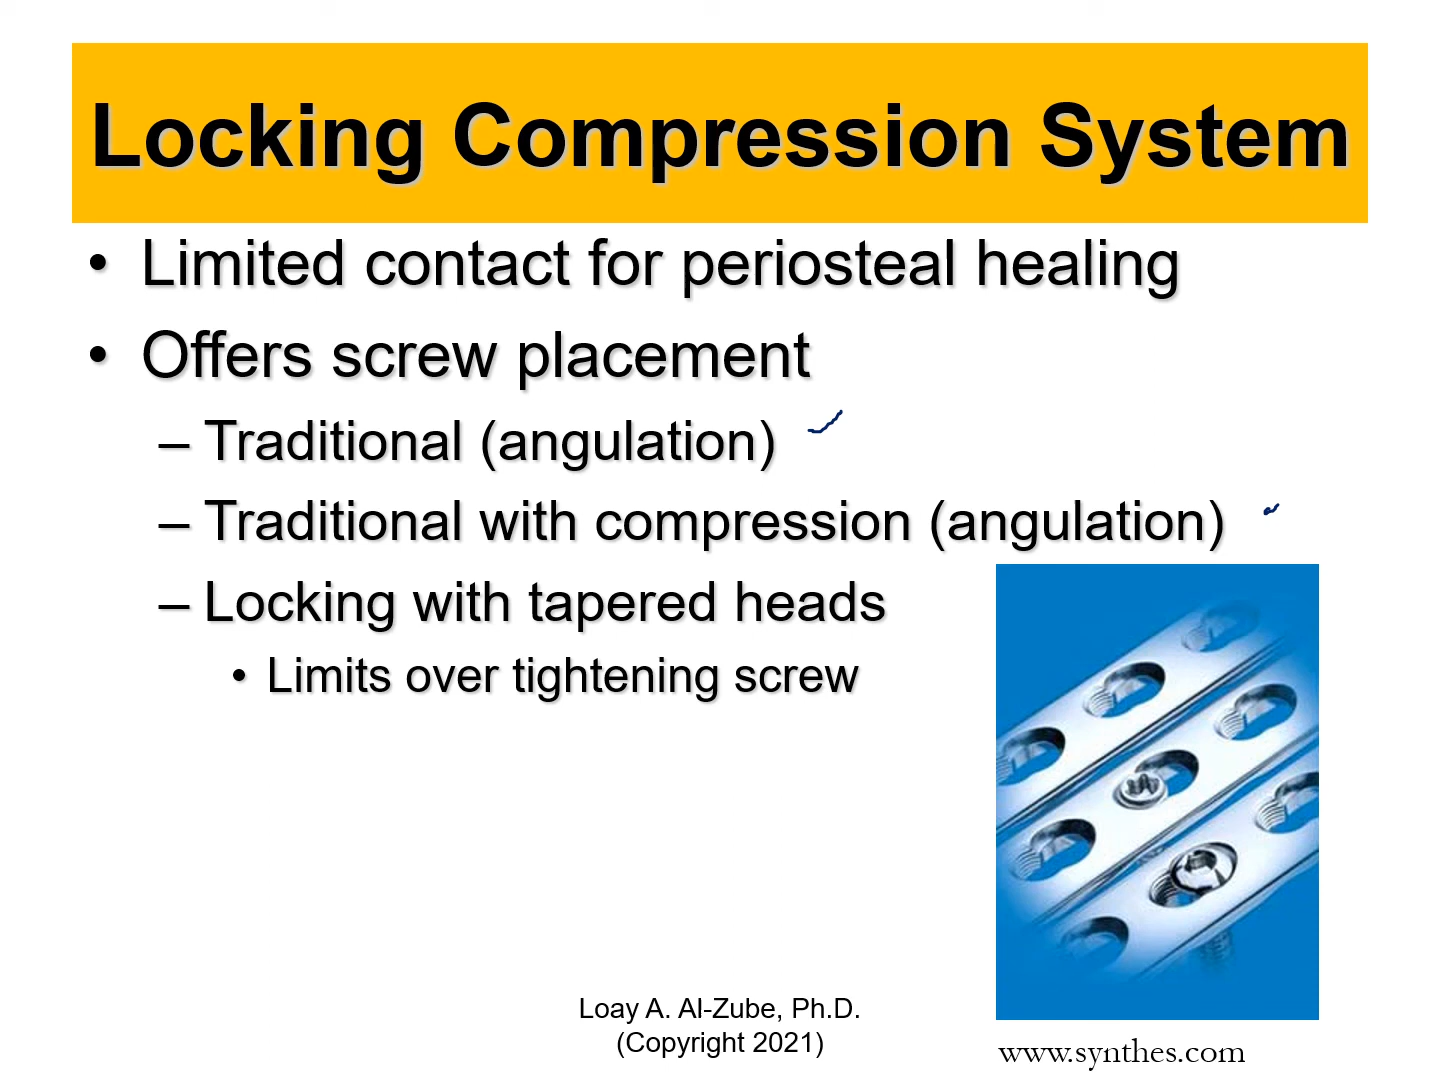 Locking Compression System
• Limited contact for periosteal healing
• Offers screw placement
– Traditional (angulation)
– Traditional with compression (angulation)
– Locking with tapered heads
• Limits over tightening screw
Loay A. Al-Zube, Ph.D.
(Copyright 2021)
www.synthes.com